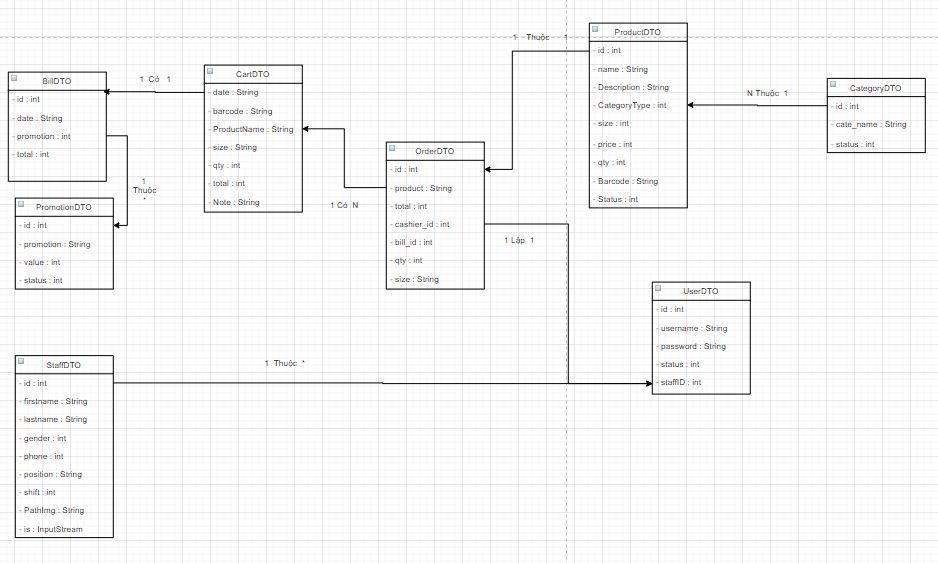 BillDTO
- id : int
- date : String
- promotion : int
- total : int
1 Có 1
CartDTO
- date : String
- barcode : String
- ProductName : String
- size : String
- qty : int
- total : int
- Note : String
1 Thuộc *
PromotionDTO
- id : int
- promotion : String
- value : int
- status : int
1 Có N
OrderDTO
- id : int
- product : String
- total : int
- cashier_id : int
- bill_id : int
- qty : int
- size : String
1 Thuộc 1
ProductDTO
- id : int
- name : String
- Description : String
- CategoryType : int
- size : int
- price : int
- qty : int
- Barcode : String
- Status : int
N Thuộc 1
CategoryDTO
- id : int
- cate_name : String
- status : int
1 Lập 1
UserDTO
- id : int
- username : String
- password : String
- status : int
- staffID : int
StaffDTO
- id : int
- firstname : String
- lastname : String
- gender : int
- phone : int
- position : String
- shift : int
- PathImg : String
- is : InputStream
1 Thuộc *